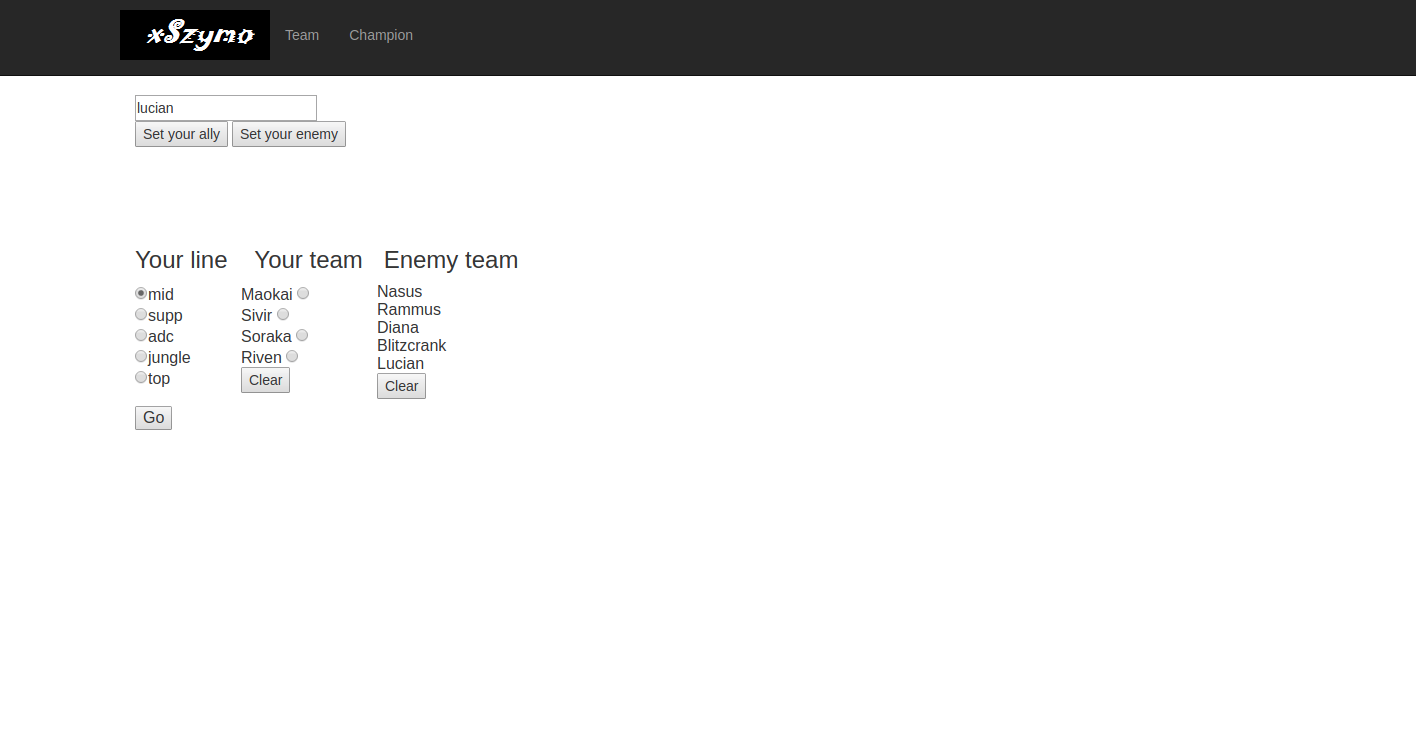 xSzymo Team Champion
lucian
Set your ally Set your enemy
Your line Your team Enemy team
mid Maokai Nasus
supp Sivir Rammus
adc Soraka Diana
jungle Riven Blitzcrank
top Clear Lucian
Clear
Go